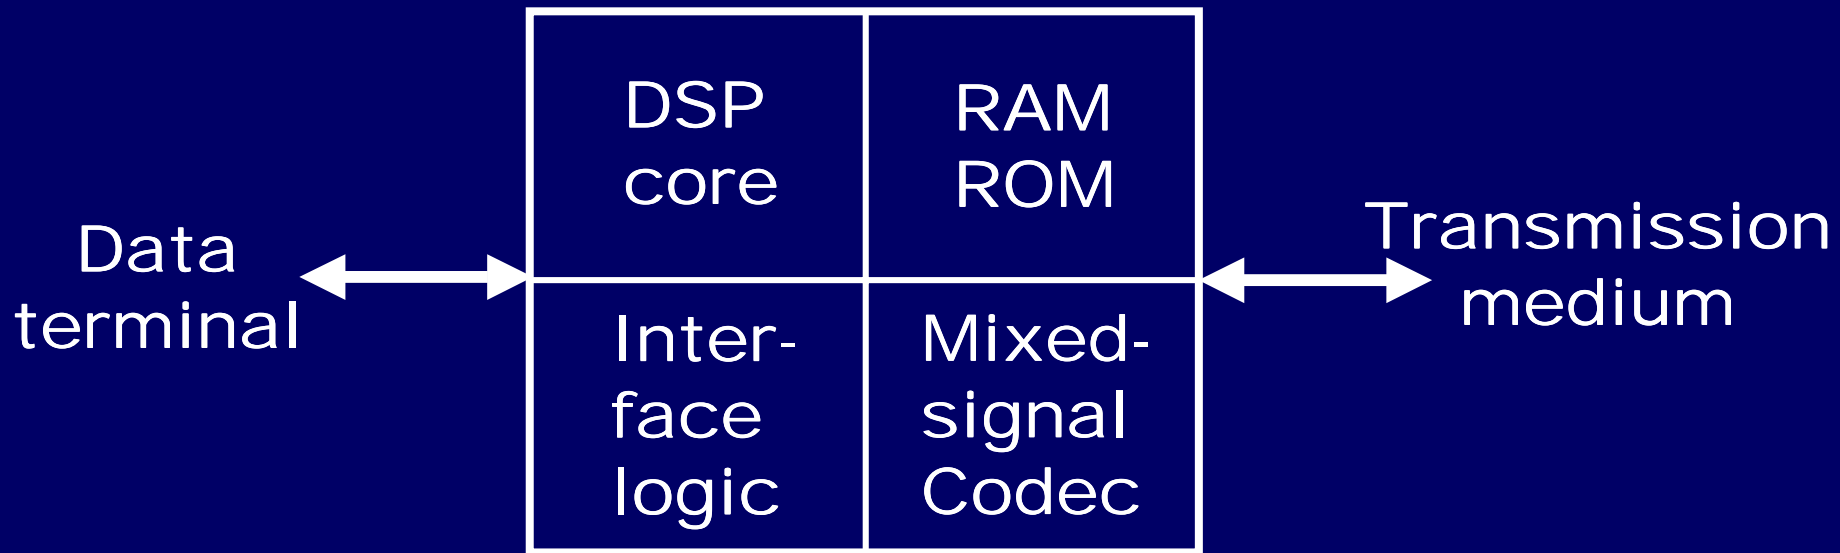 Data
terminal
DSP
core
RAM
ROM
Inter-
face
logic
Mixed-
signal
Codec
Transmission
medium